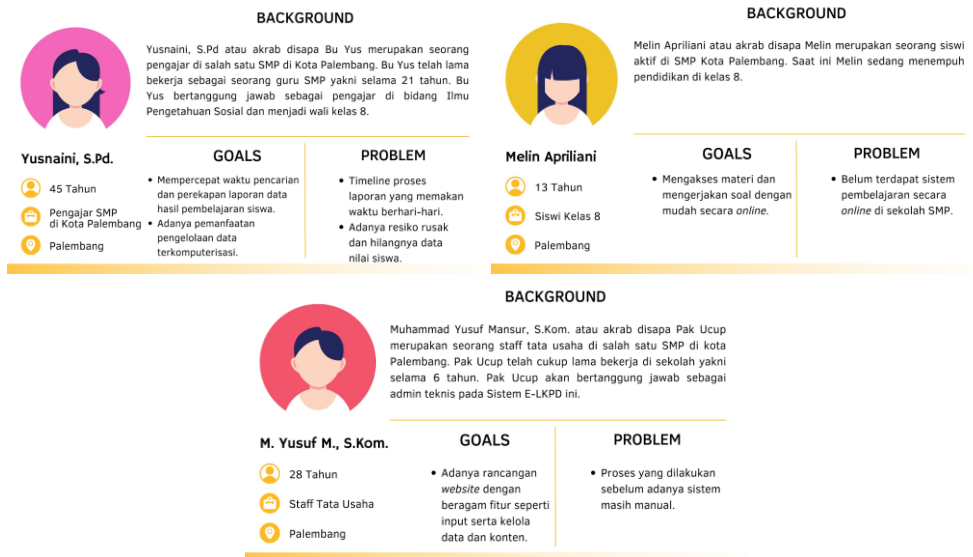 BACKGROUND
Yusnaini, S.Pd atau akrab disapa Bu Yus merupakan seorang
pengajar di salah satu SMP di Kota Palembang. Bu Yus telah lama
bekerja sebagai seorang guru SMP yakni selama 21 tahun. Bu
Yus bertanggung jawab sebagai pengajar di bidang Ilmu
Pengetahuan Sosial dan menjadi wali kelas 8.
Yusnaini, S.Pd.
45 Tahun
Pengajar SMP
di Kota Palembang
Palembang
GOALS
• Mempercepat waktu pencarian
dan perekapan laporan data
hasil pembelajaran siswa.
• Adanya pemanfaatan
pengelolaan data
terkomputerisasi.
PROBLEM
• Timeline proses
laporan yang memakan
waktu berhari-hari.
• Adanya resiko rusak
dan hilangnya data
nilai siswa.
BACKGROUND
Melin Apriliani atau akrab disapa Melin merupakan seorang siswi
aktif di SMP Kota Palembang. Saat ini Melin sedang menempuh
pendidikan di kelas 8.
Melin Apriliani
13 Tahun
Siswi Kelas 8
Palembang
GOALS
• Mengakses materi dan
mengerjakan soal dengan
mudah secara online.
PROBLEM
• Belum terdapat sistem
pembelajaran secara
online di sekolah SMP.
BACKGROUND
Muhammad Yusuf Mansur, S.Kom. atau akrab disapa Pak Ucup
merupakan seorang staff tata usaha di salah satu SMP di kota
Palembang. Pak Ucup telah cukup lama bekerja di sekolah yakni
selama 6 tahun. Pak Ucup akan bertanggung jawab sebagai
admin teknis pada Sistem E-LKPD ini.
M. Yusuf M., S.Kom.
28 Tahun
Staff Tata Usaha
Palembang
GOALS
• Adanya rancangan
website dengan
beragam fitur seperti
input serta kelola
data dan konten.
PROBLEM
• Proses yang dilakukan
sebelum adanya sistem
masih manual.